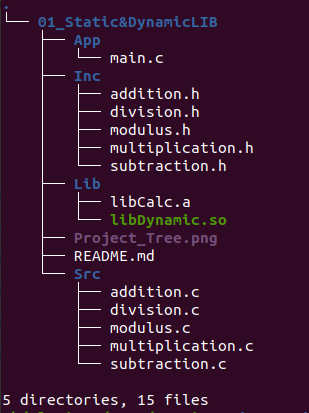 .
└── 01_Static&DynamicLIB
    ├── App
    │   └── main.c
    ├── Inc
    │   ├── addition.h
    │   ├── division.h
    │   ├── modulus.h
    │   ├── multiplication.h
    │   └── subtraction.h
    ├── Lib
    │   ├── libCalc.a
    │   └── libDynamic.so
    ├── Project_Tree.png
    ├── README.md
    └── Src
        ├── addition.c
        ├── division.c
        ├── modulus.c
        ├── multiplication.c
        └── subtraction.c
5 directories, 15 files